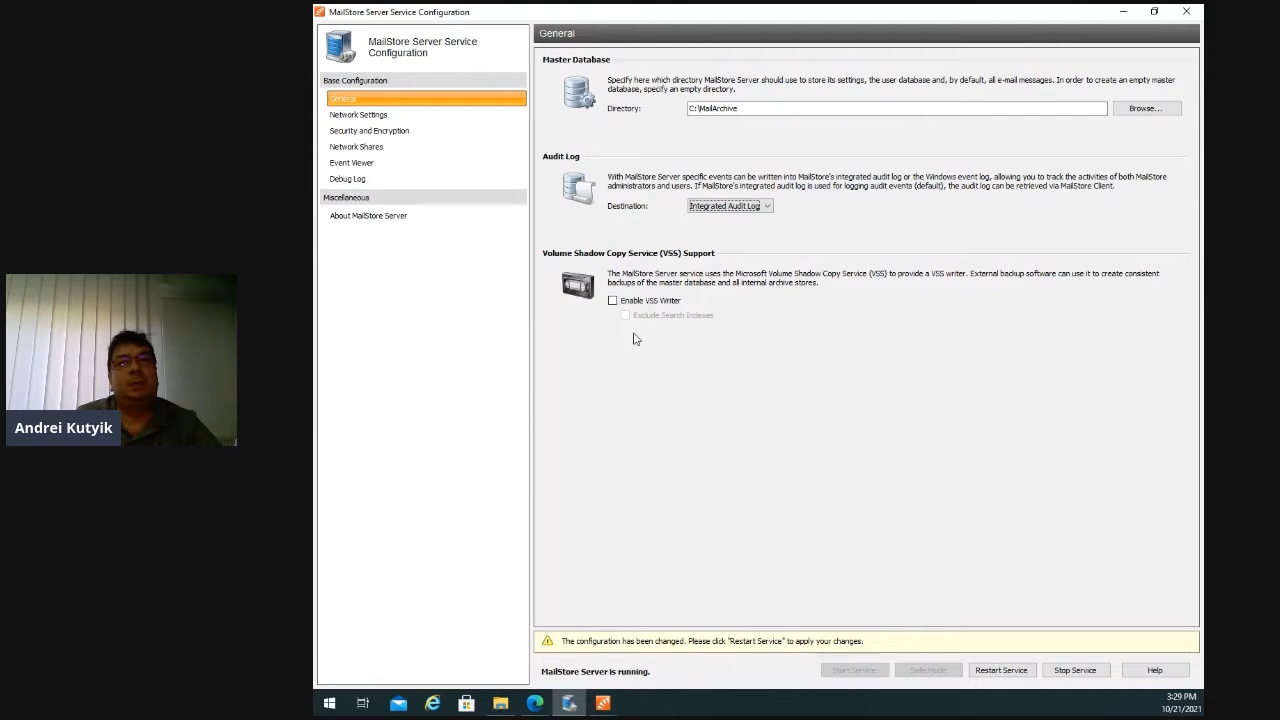 MailStore Server Service Configuration
MailStore Server Service
Configuration
Base Configuration
General
Network Settings
Security and Encryption
Network Shares
Event Viewer
Debug Log
Miscellaneous
About MailStore Server
General
Master Database
Specify here which directory MailStore Server should use to store its settings, the user database and, by default, all e-mail messages. In order to create an empty master
database, specify an empty directory.
Directory: C:\MailArchive Browse...
Audit Log
With MailStore Server specific events can be written into MailStore's integrated audit log or the Windows event log, allowing you to track the activities of both MailStore
administrators and users. If MailStore's integrated audit log is used for logging audit events (default), the audit log can be retrieved via MailStore Client.
Destination: Integrated Audit Log
Volume Shadow Copy Service (VSS) Support
The MailStore Server service uses the Microsoft Volume Shadow Copy Service (VSS) to provide a VSS writer. External backup software can use it to create consistent
backups of the master database and all internal archive stores.
Enable VSS Writer
Exclude Search Indexes
Andrei Kutyik
The configuration has been changed. Please click "Restart Service" to apply your changes.
MailStore Server is running. Start Service Safe Mode Restart Service Stop Service Help
3:29 PM
10/21/2021